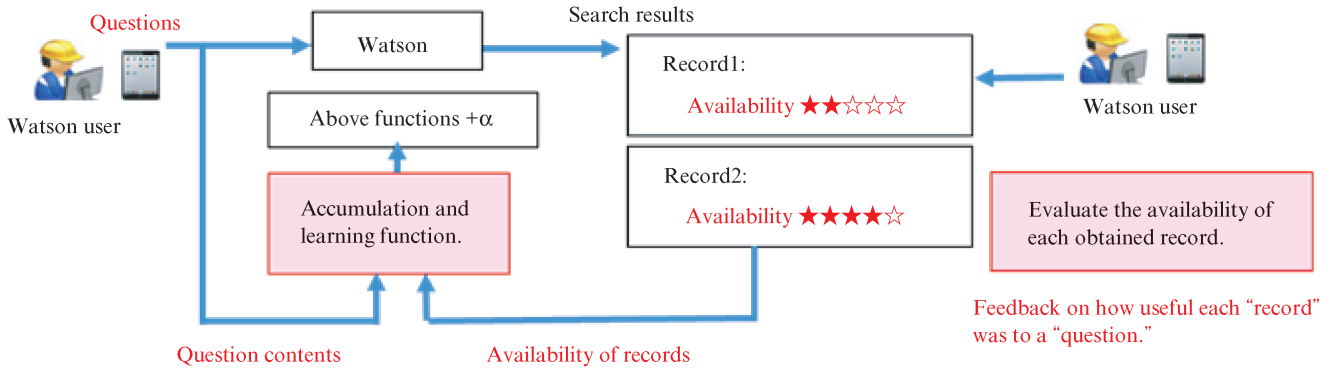 Questions
Search results
Watson
Watson user
Above functions +α
Accumulation and
learning function.
Record1:
Availability ★★☆☆☆
Record2:
Availability ★★★★☆
Watson user
Evaluate the availability of
each obtained record.
Feedback on how useful each “record”
was to a “question.”
Question contents
Availability of records